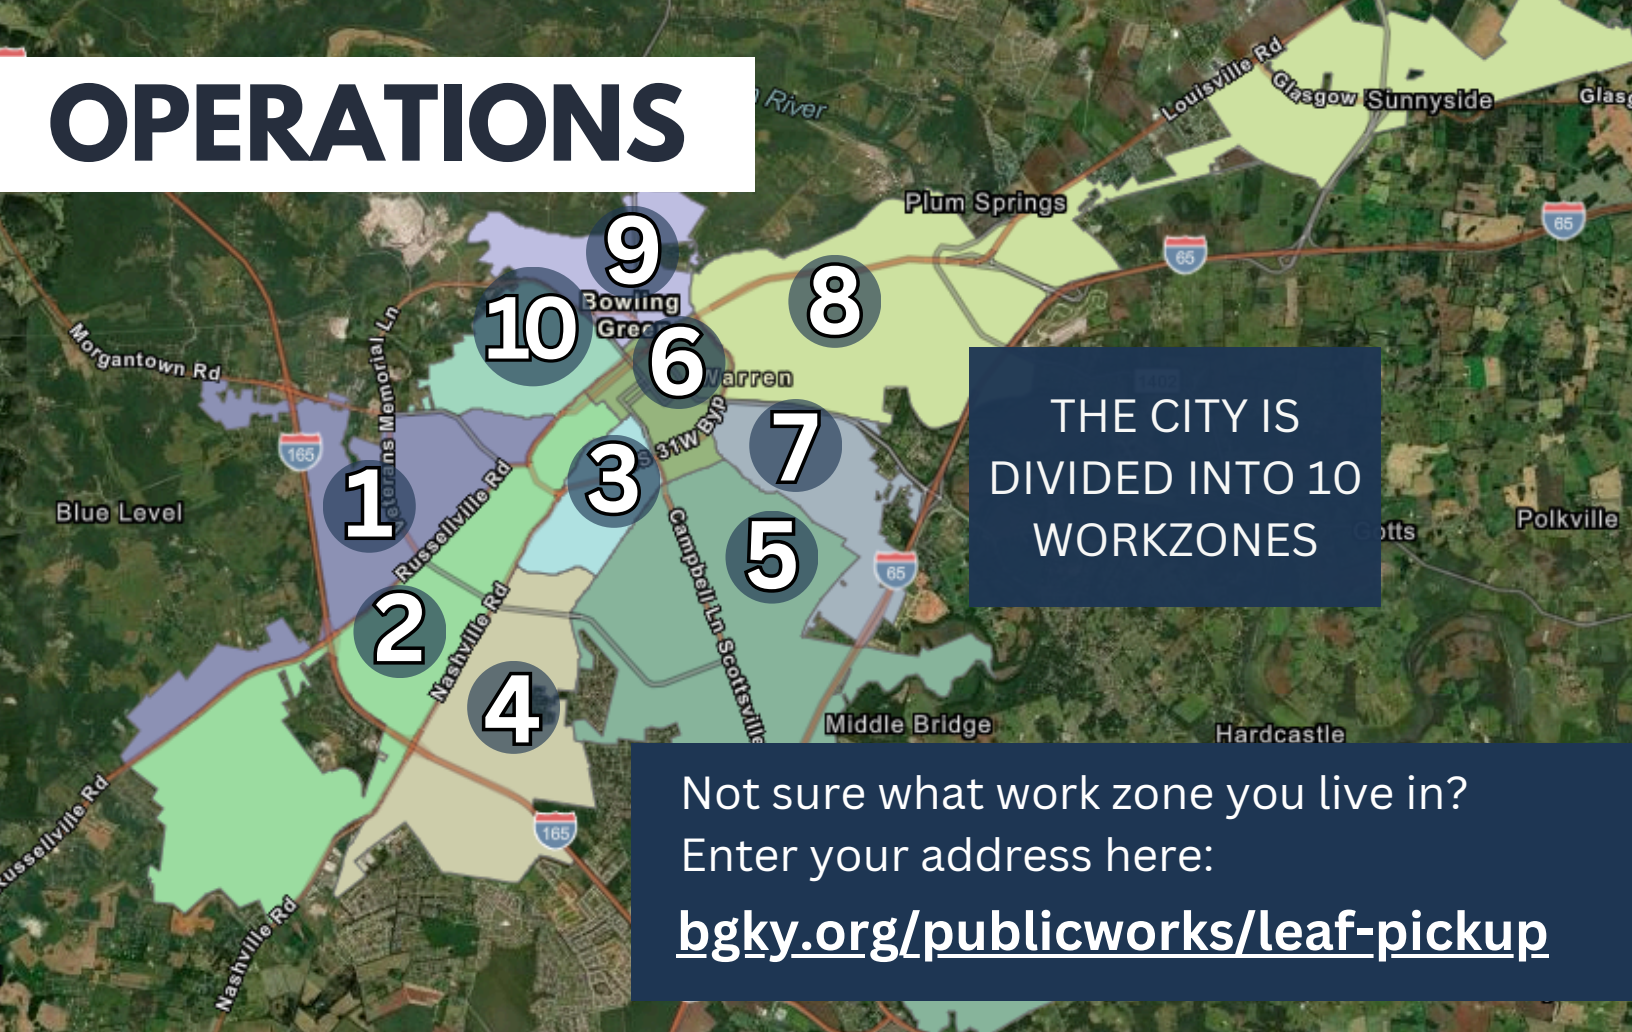 OPERATIONS
River
Louisville Rd
Glasgow
Sunnyside
Plum Springs
65
65
9
10
8
Bowling
Green
6
Warren
Morgantown Rd
Veterans Memorial Ln
1402
THE CITY IS
DIVIDED INTO 10
WORKZONES
7
S 31W Byp
165
3
1
Blue Level
Russellville Rd
Polkville
5
Campbell Ln
Scottsville
65
2
Nashville Rd
4
Middle Bridge
Hardcastle
Not sure what work zone you live in?
Enter your address here:
bgky.org/publicworks/leaf-pickup
165
Russellville Rd
Nashville Rd